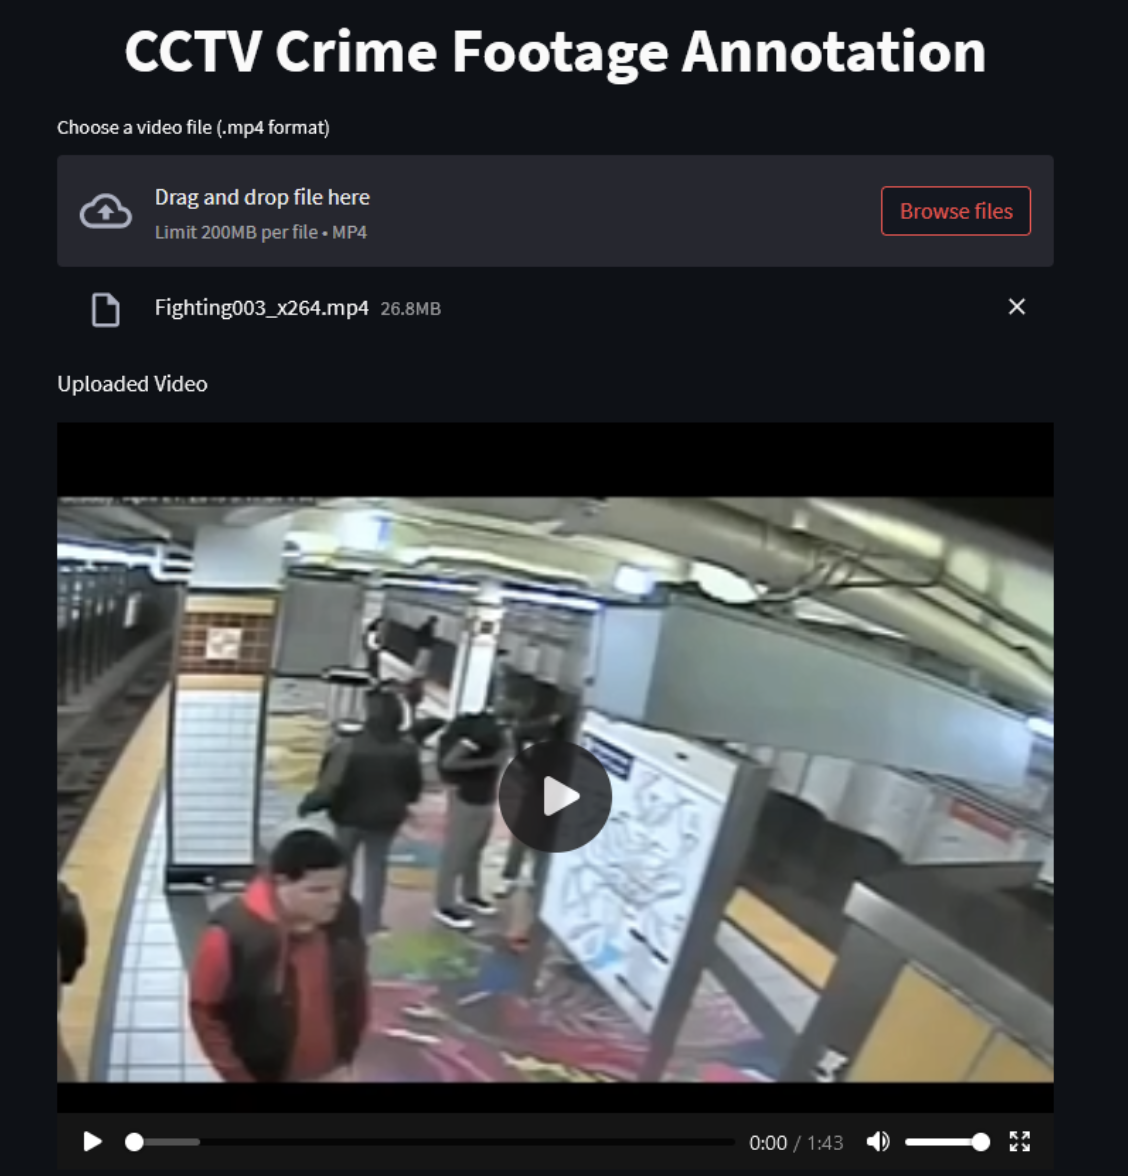 CCTV Crime Footage Annotation
Choose a video file (.mp4 format)
Drag and drop file here
Limit 200MB per file • MP4
Browse files
Fighting003_x264.mp4 26.8MB
Uploaded Video
0:00 / 1:43